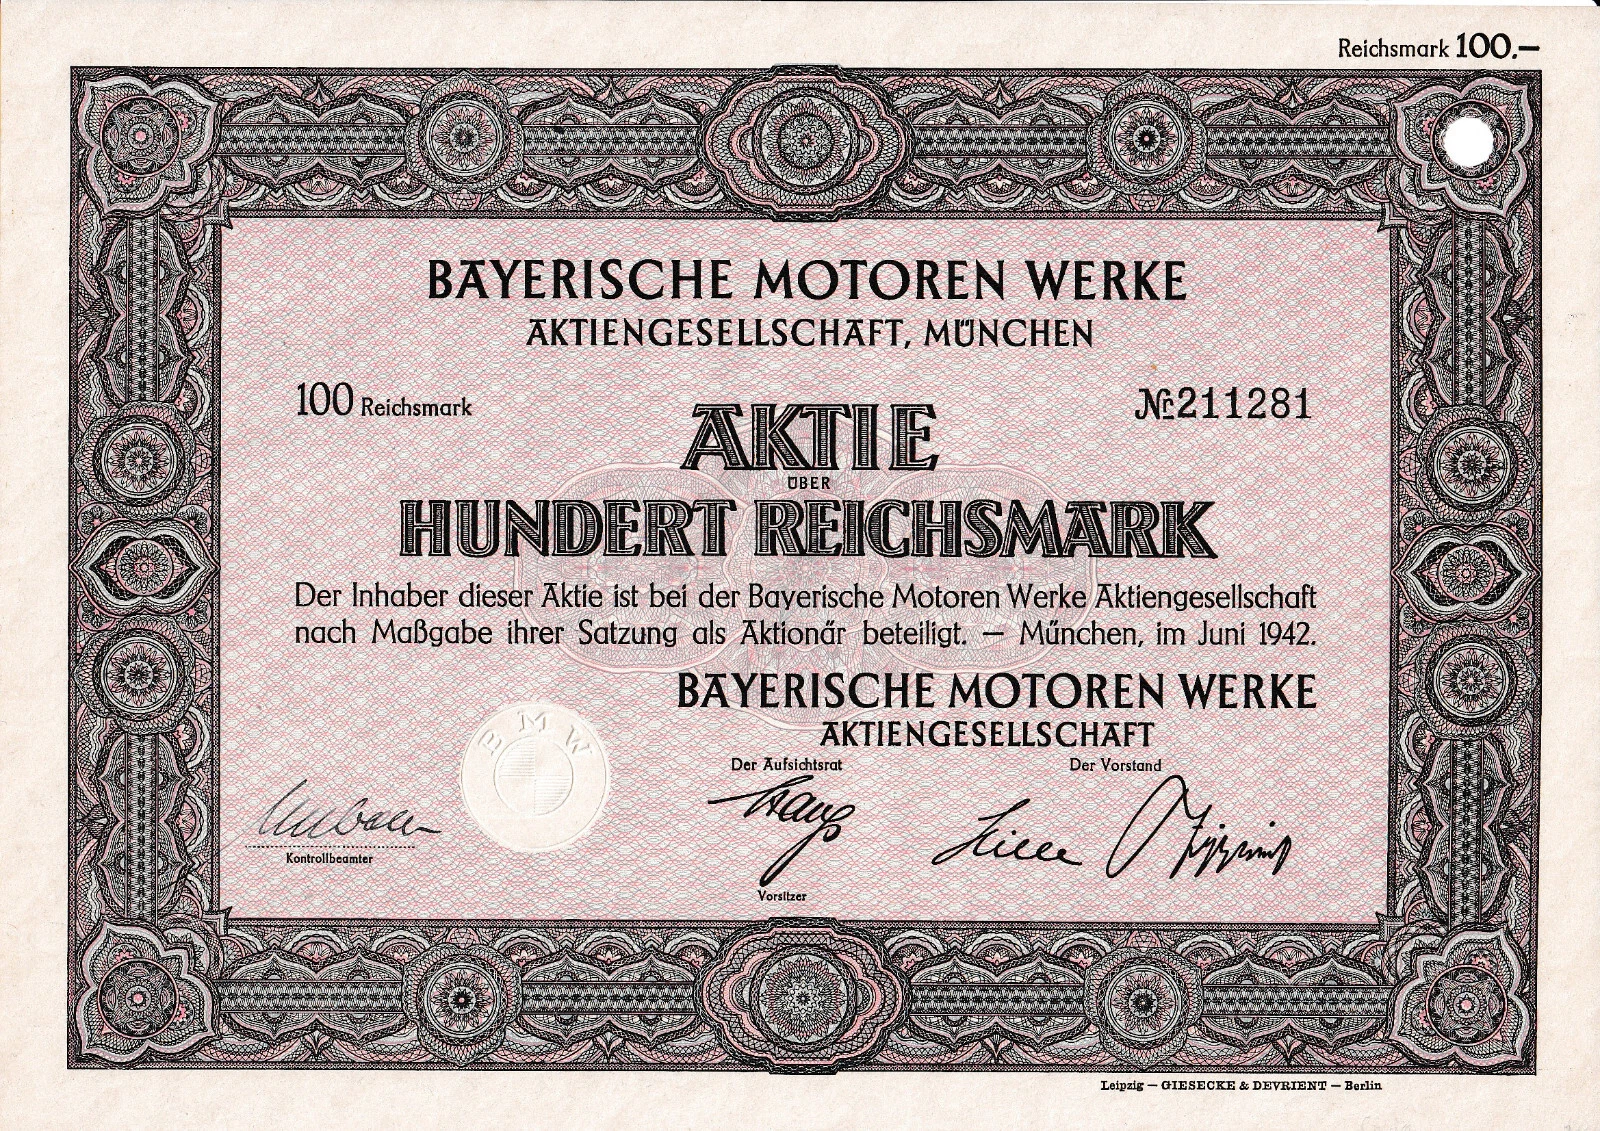 Reichsmark 100.—
BAYERISCHE MOTOREN WERKE
AKTIENGESELLSCHAFT, MÜNCHEN
100 Reichsmark
Nr. 211281
AKTIE
ÜBER
HUNDERT REICHSMARK
Der Inhaber dieser Aktie ist bei der Bayerische Motoren Werke Aktiengesellschaft
nach Maßgabe ihrer Satzung als Aktionär beteiligt. — München, im Juni 1942.
BAYERISCHE MOTOREN WERKE
AKTIENGESELLSCHAFT
Der Aufsichtsrat
Der Vorstand
BMW
Kontrollbeamter
Vorsitzer
Leipzig — GIESECKE & DEVRIENT — Berlin